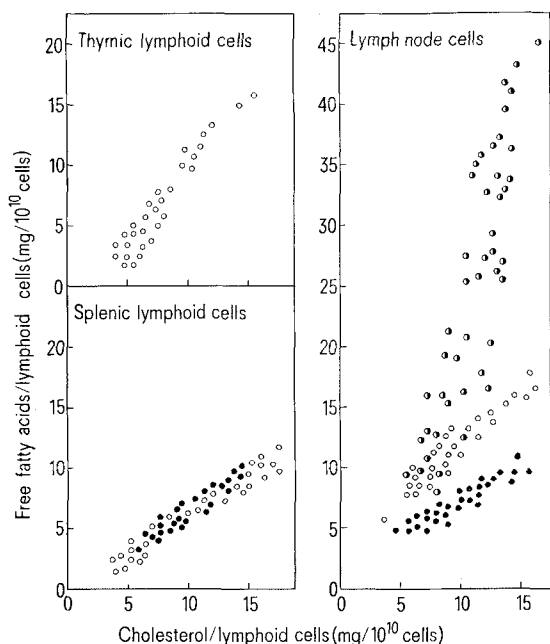 Thymic lymphoid cells
20
15
10
5
0
Splenic lymphoid cells
20
15
10
5
0
0 5 10 15
Lymph node cells
45
40
35
30
25
20
15
10
5
0
0 5 10 15
Free fatty acids/lymphoid cells (mg/10¹⁰ cells)
Cholesterol/lymphoid cells (mg/10¹⁰ cells)